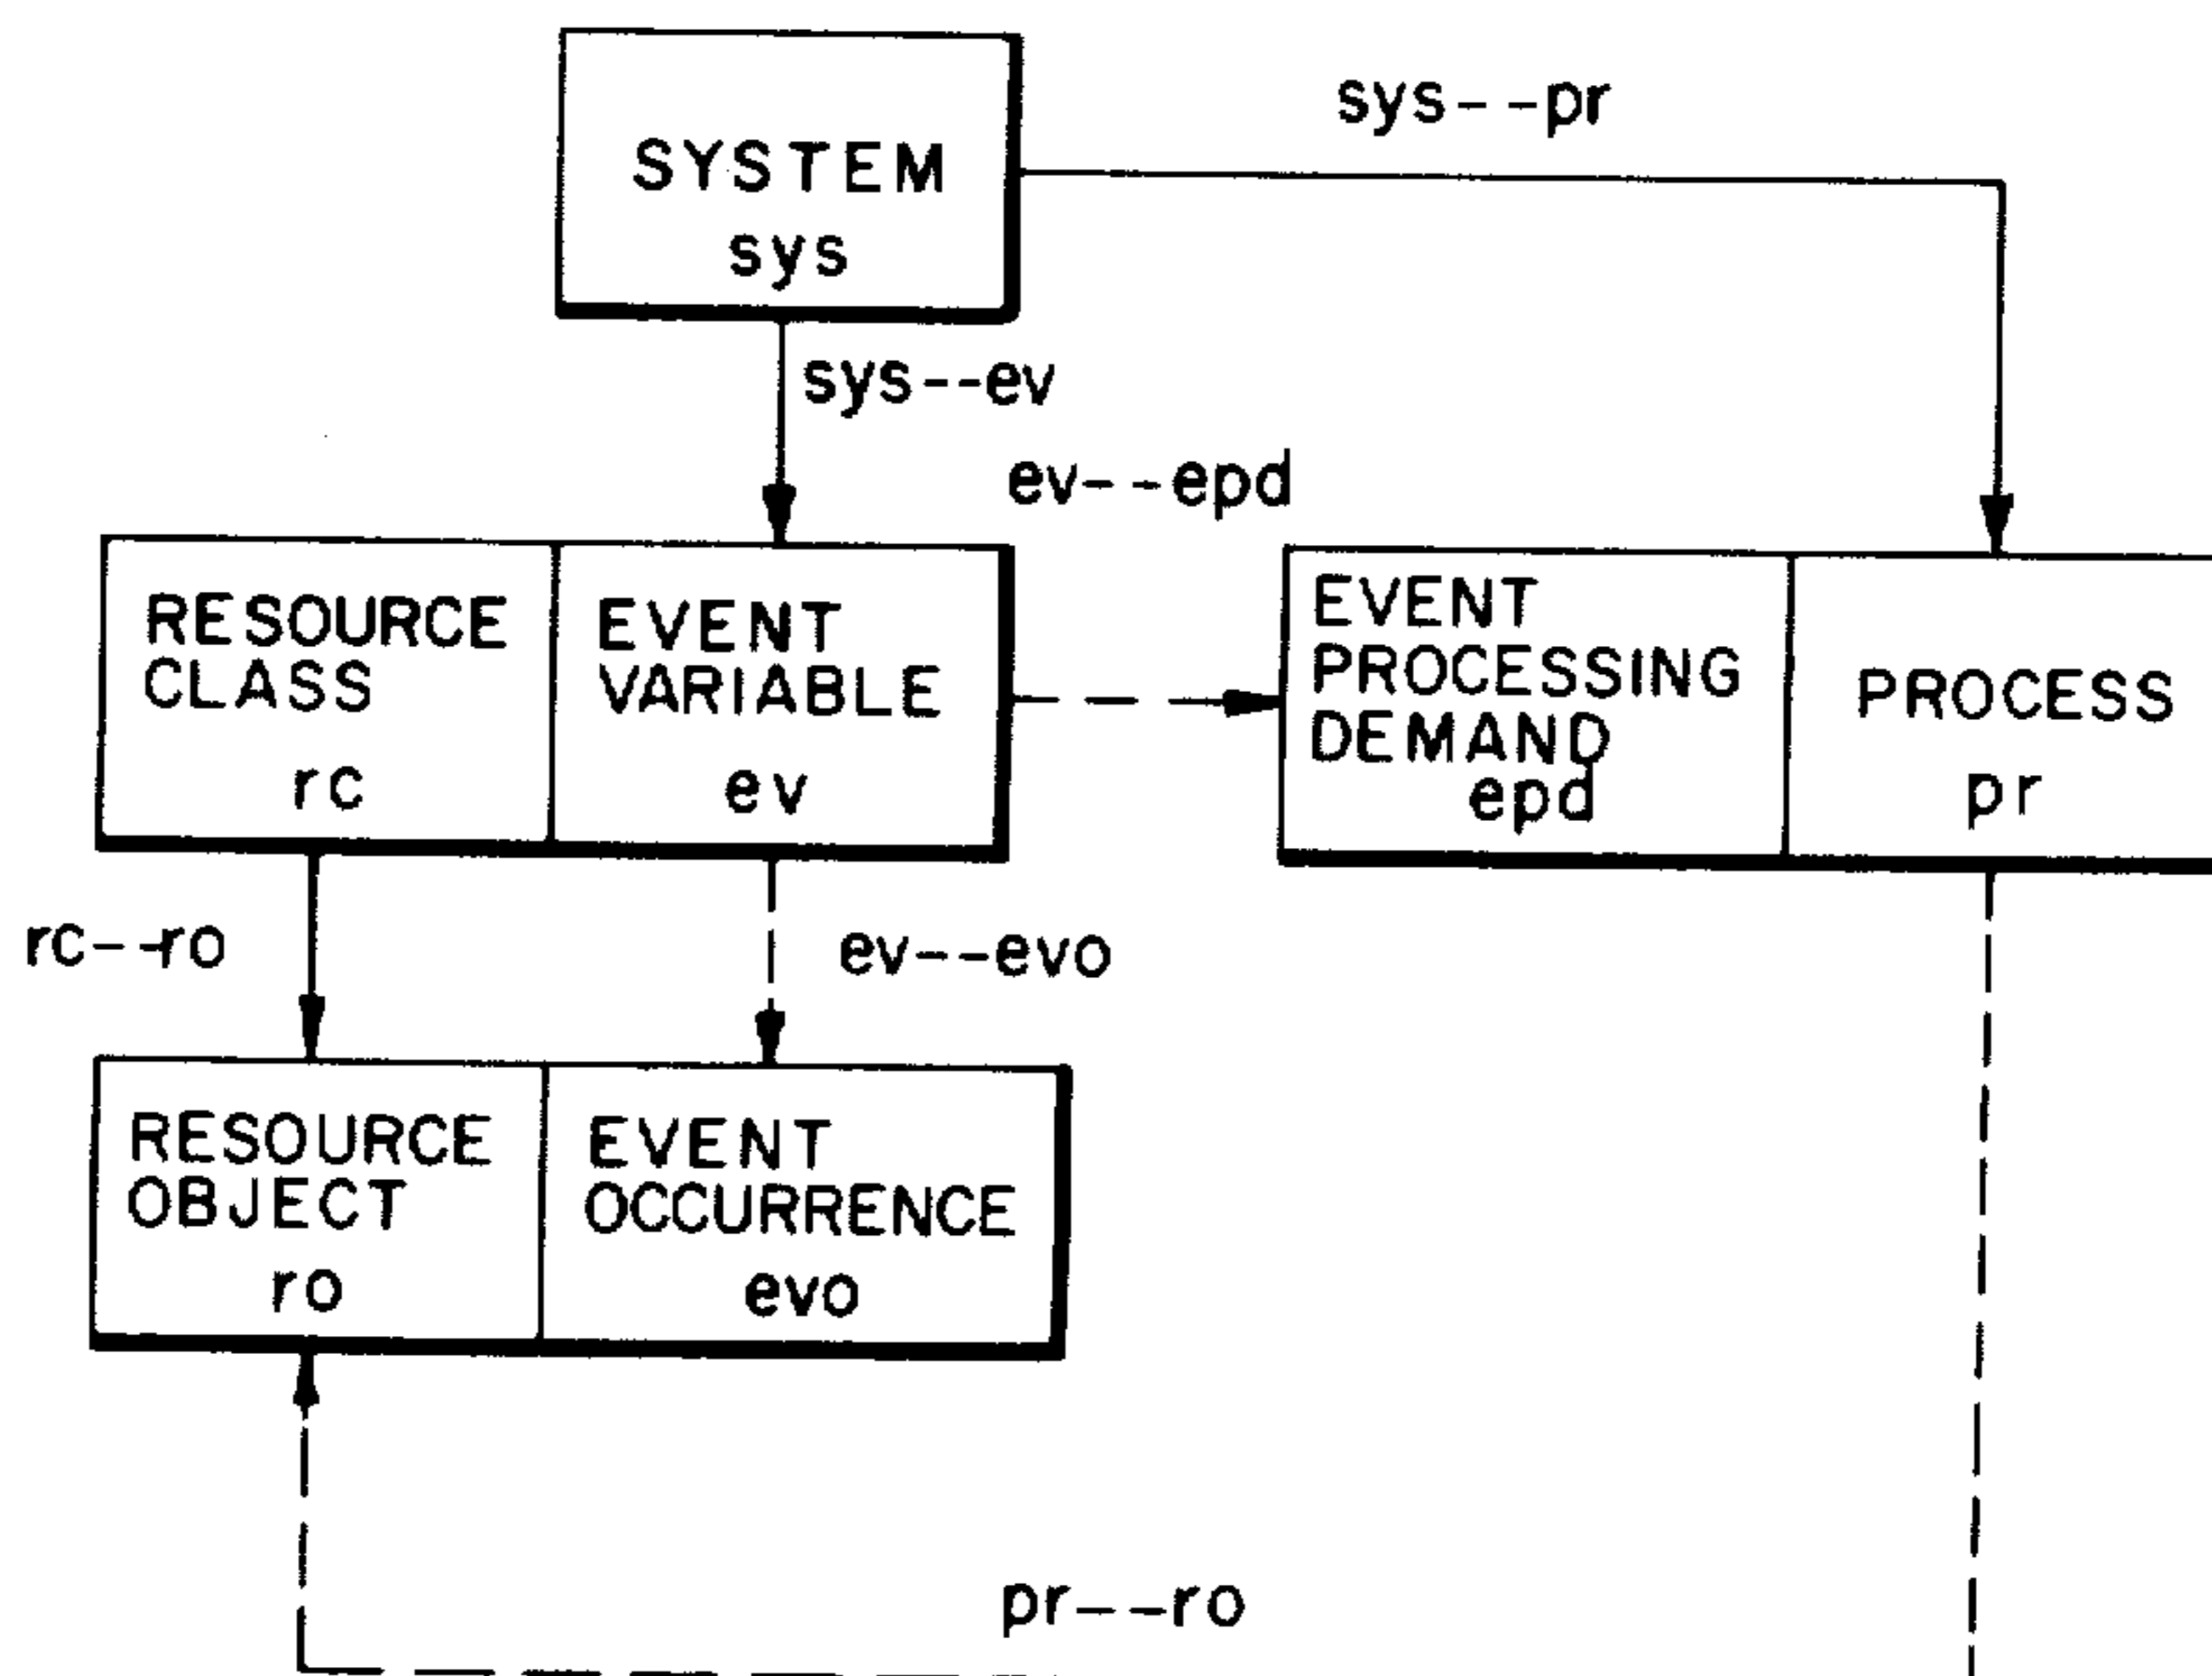 sys--pr
SYSTEM
sys
sys--ev
ev--epd
RESOURCE
CLASS
rc
EVENT
VARIABLE
ev
EVENT
PROCESSING
DEMAND
epd
PROCESS
pr
rc--ro
ev--evo
RESOURCE
OBJECT
ro
EVENT
OCCURRENCE
evo
pr--ro